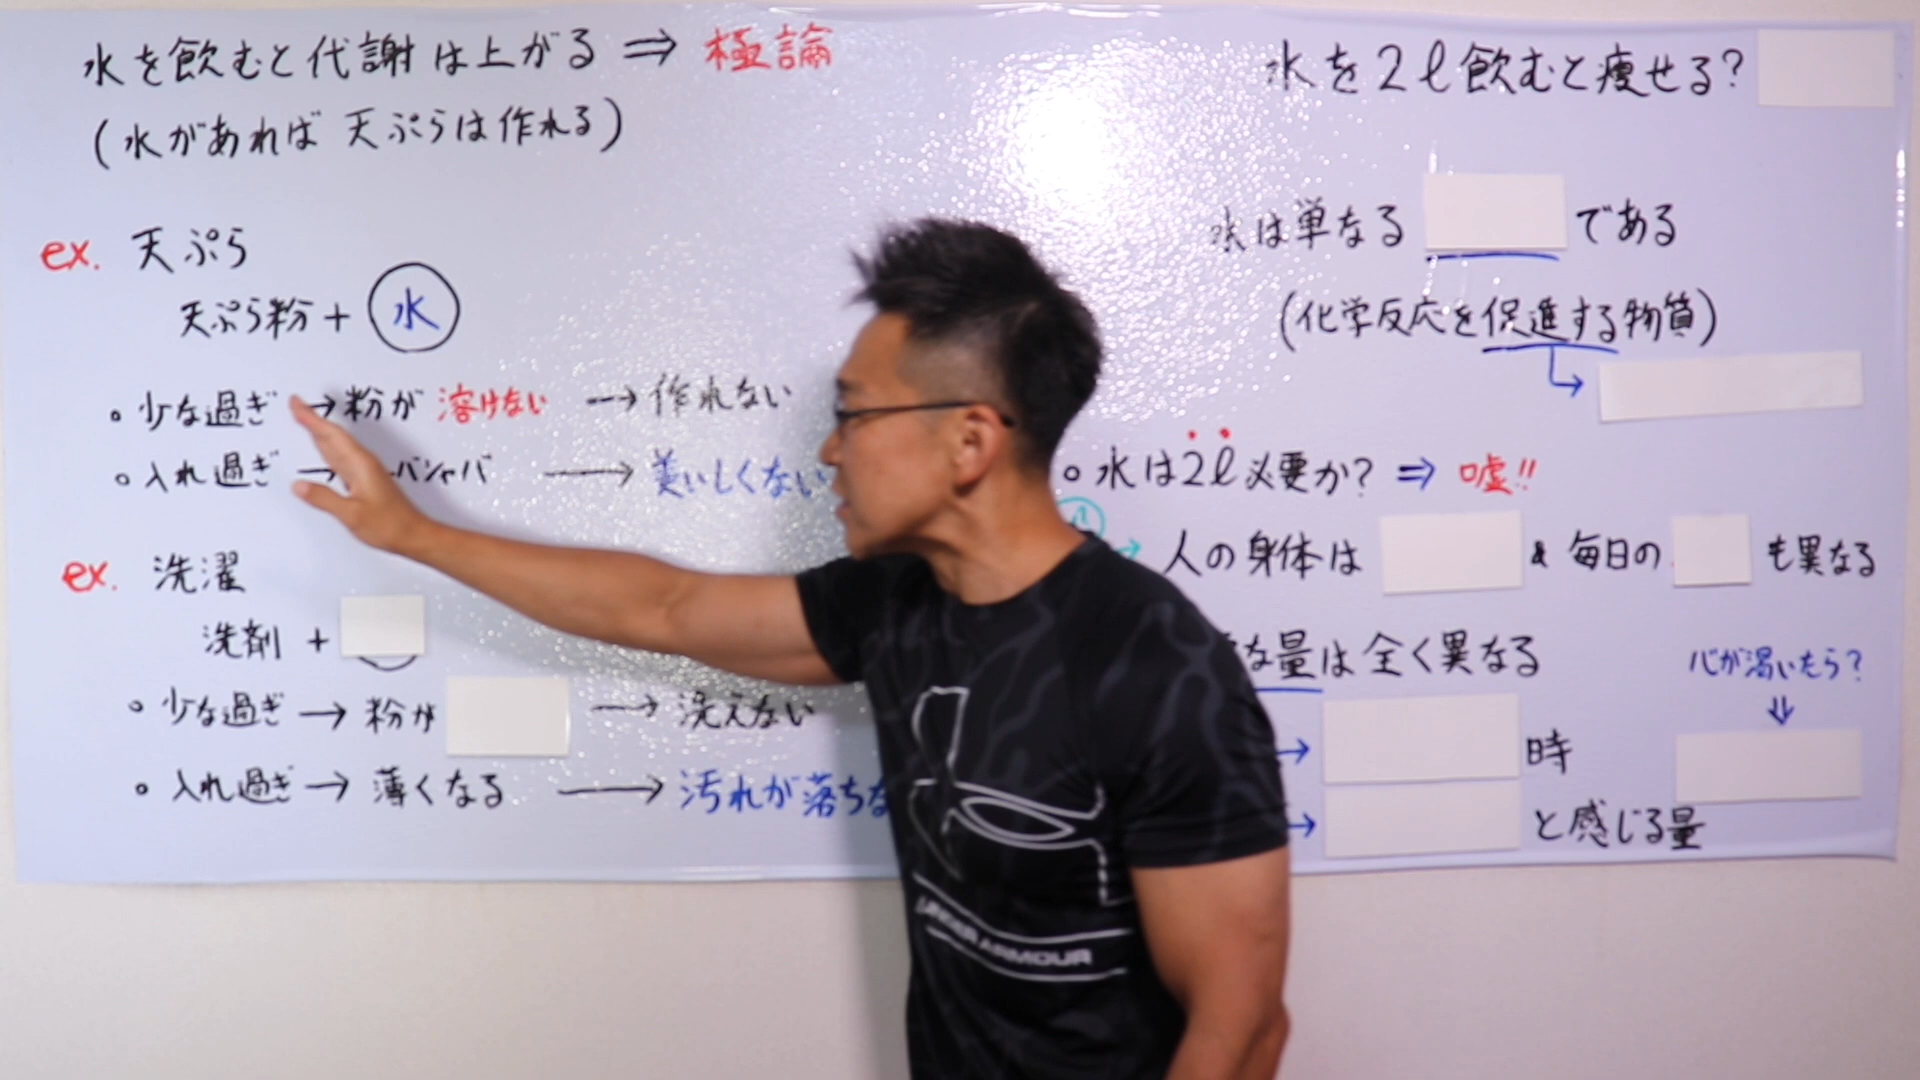 水を飲むと代謝は上がる ⇒ 極論
(水があれば 天ぷらは作れる)
ex. 天ぷら
天ぷら粉 + 水
◦ 少な過ぎ → 粉が 溶けない → 作れない
◦ 入れ過ぎ → バシャバ → 美いしくない
ex. 洗濯
洗剤 +
◦ 少な過ぎ → 粉が → 洗えない
◦ 入れ過ぎ → 薄くなる → 汚れが落ちな
水を2ℓ飲むと痩せる?
水は単なる である
(化学反応を促進する物質)
◦ 水は2ℓ必要か? ⇒ 嘘!!
→ 人の身体は & 毎日の も異なる
な量は全く異なる
→ 時
→ と感じる量
心が渇いたら?
⇓
UNDER ARMOUR